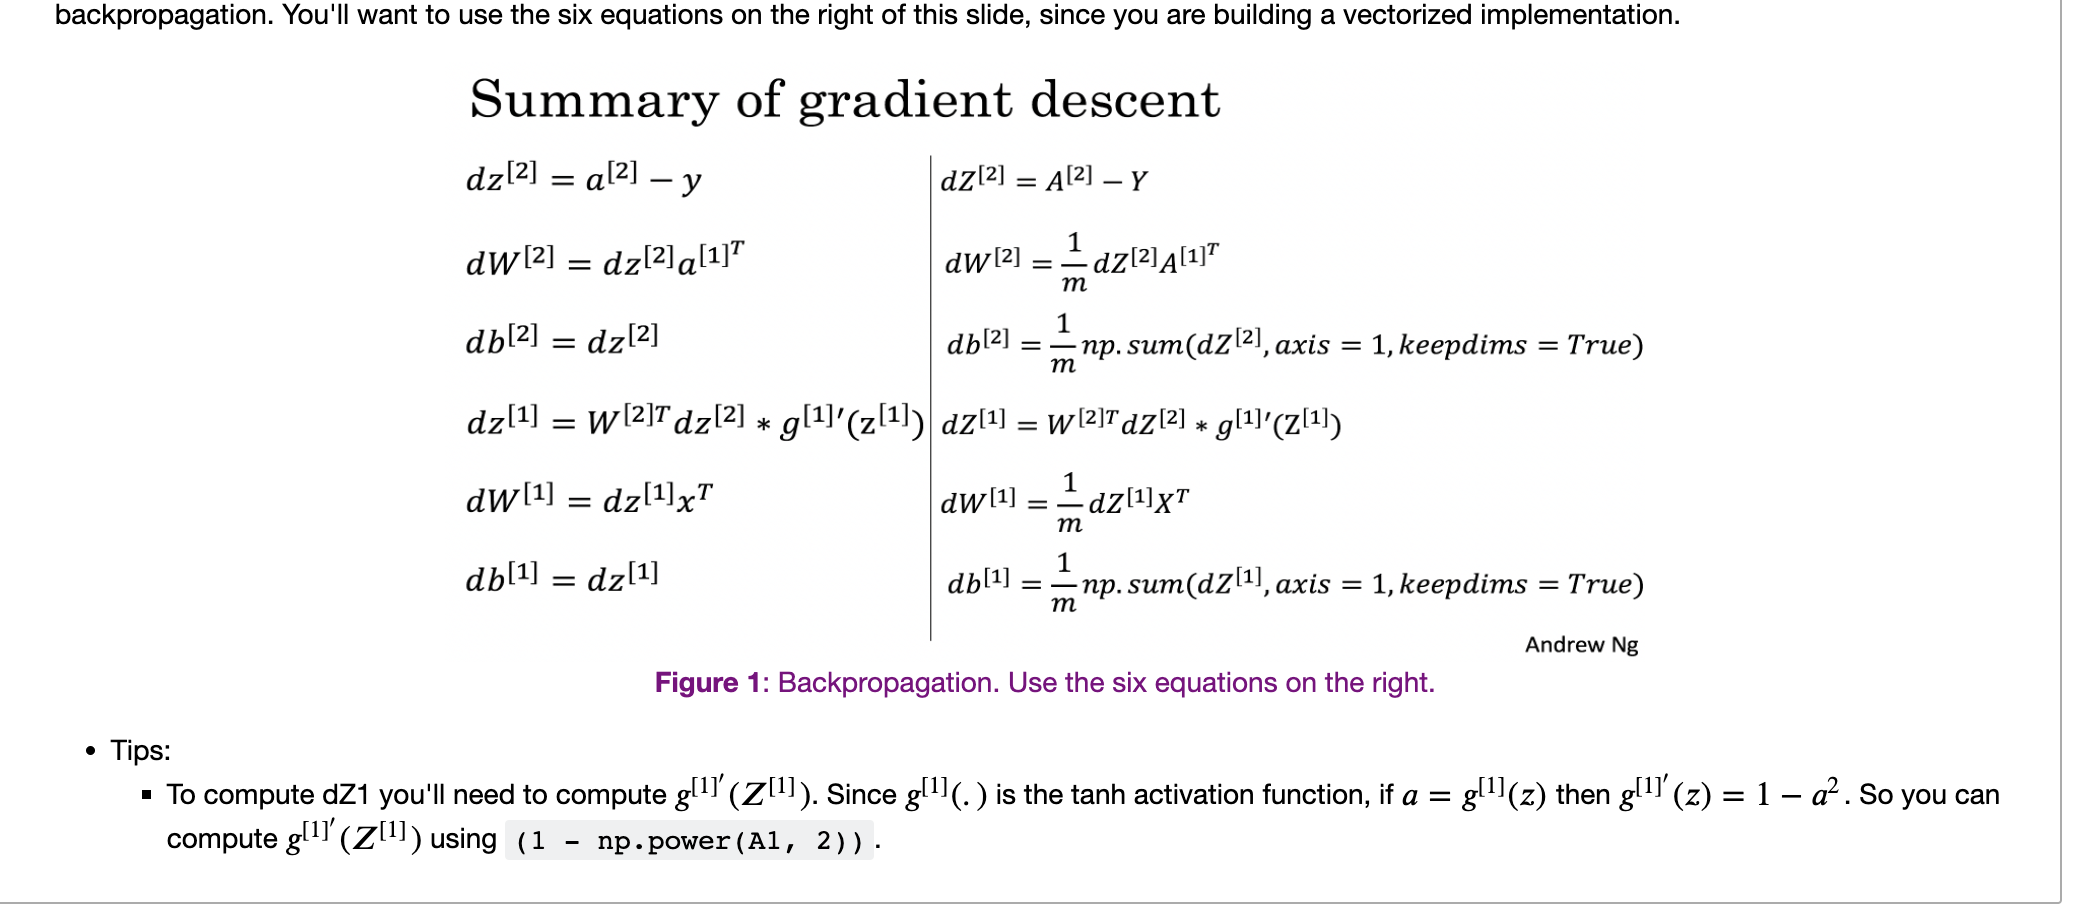 backpropagation. You'll want to use the six equations on the right of this slide, since you are building a vectorized implementation.
Summary of gradient descent
dz^[2] = a^[2] − y
dW^[2] = dz^[2]a^[1]^T
db^[2] = dz^[2]
dz^[1] = W^[2]T dz^[2] * g^[1]′(z^[1])
dW^[1] = dz^[1]x^T
db^[1] = dz^[1]
dZ^[2] = A^[2] − Y
dW^[2] = 1/m dZ^[2]A^[1]^T
db^[2] = 1/m np.sum(dZ^[2], axis = 1, keepdims = True)
dZ^[1] = W^[2]T dZ^[2] * g^[1]′(Z^[1])
dW^[1] = 1/m dZ^[1]X^T
db^[1] = 1/m np.sum(dZ^[1], axis = 1, keepdims = True)
Andrew Ng
Figure 1: Backpropagation. Use the six equations on the right.
• Tips:
▪ To compute dZ1 you'll need to compute g^[1]′(Z^[1]). Since g^[1](.) is the tanh activation function, if a = g^[1](z) then g^[1]′(z) = 1 − a². So you can
compute g^[1]′(Z^[1]) using (1 - np.power(A1, 2)).